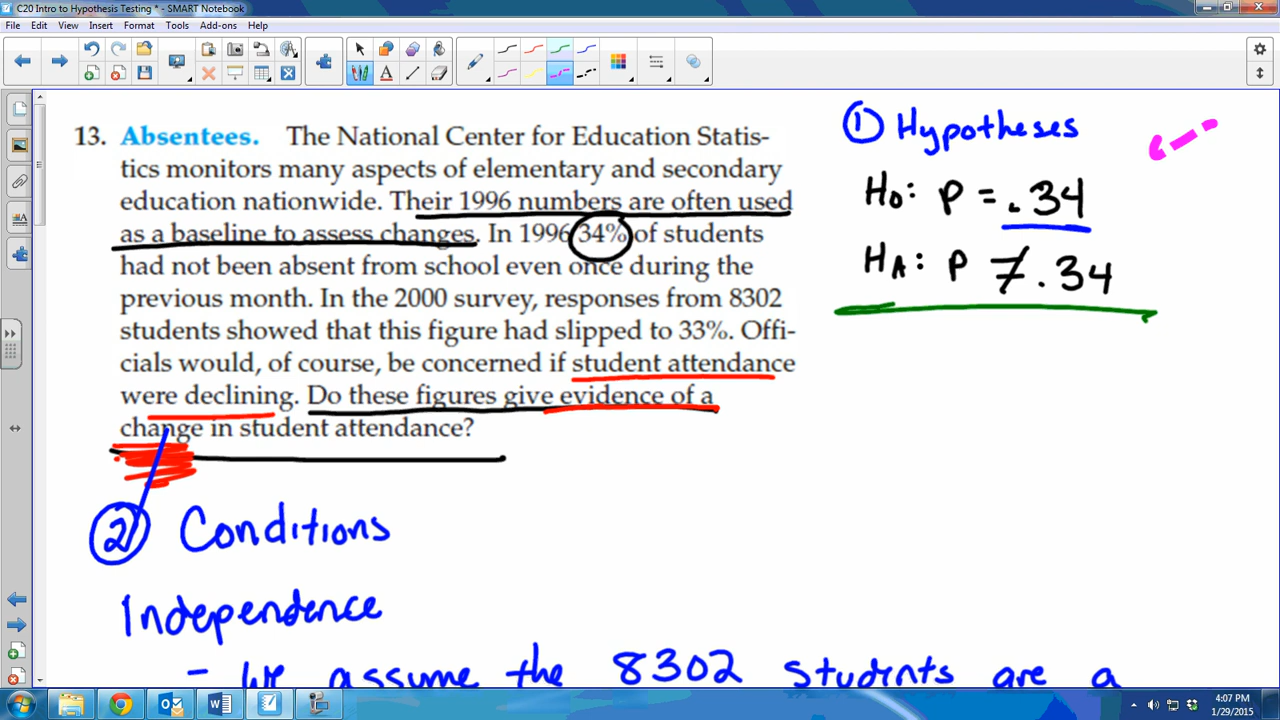 C20 Intro to Hypothesis Testing * - SMART Notebook
File Edit View Insert Format Tools Add-ons Help
13. Absentees. The National Center for Education Statis-
tics monitors many aspects of elementary and secondary
education nationwide. Their 1996 numbers are often used
as a baseline to assess changes. In 1996 34% of students
had not been absent from school even once during the
previous month. In the 2000 survey, responses from 8302
students showed that this figure had slipped to 33%. Offi-
cials would, of course, be concerned if student attendance
were declining. Do these figures give evidence of a
change in student attendance?
① Hypotheses
H₀: P = .34
Hₐ: P ≠ .34
② Conditions
Independence
- We assume the 8302 students are a
4:07 PM
1/29/2015